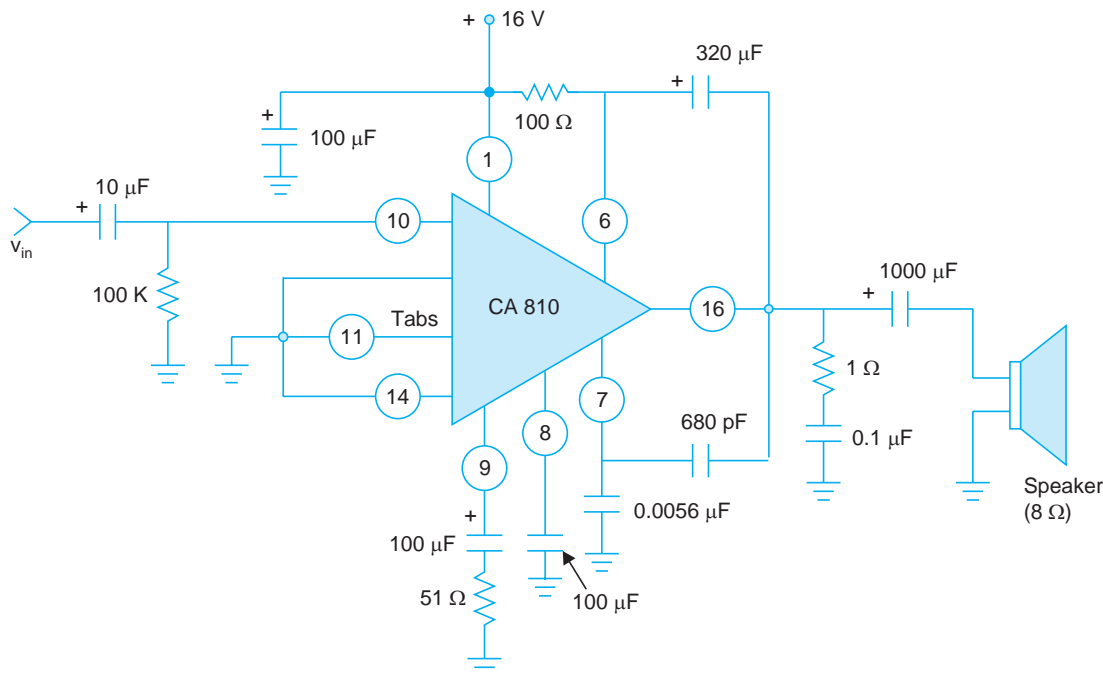 + 16 V
320 μF
+
+
100 Ω
100 μF
1
10 μF
+
10
6
v_in
1000 μF
+
100 K
CA 810
16
Tabs
11
1 Ω
14
7
680 pF
8
0.1 μF
9
Speaker
(8 Ω)
0.0056 μF
+
100 μF
51 Ω
100 μF